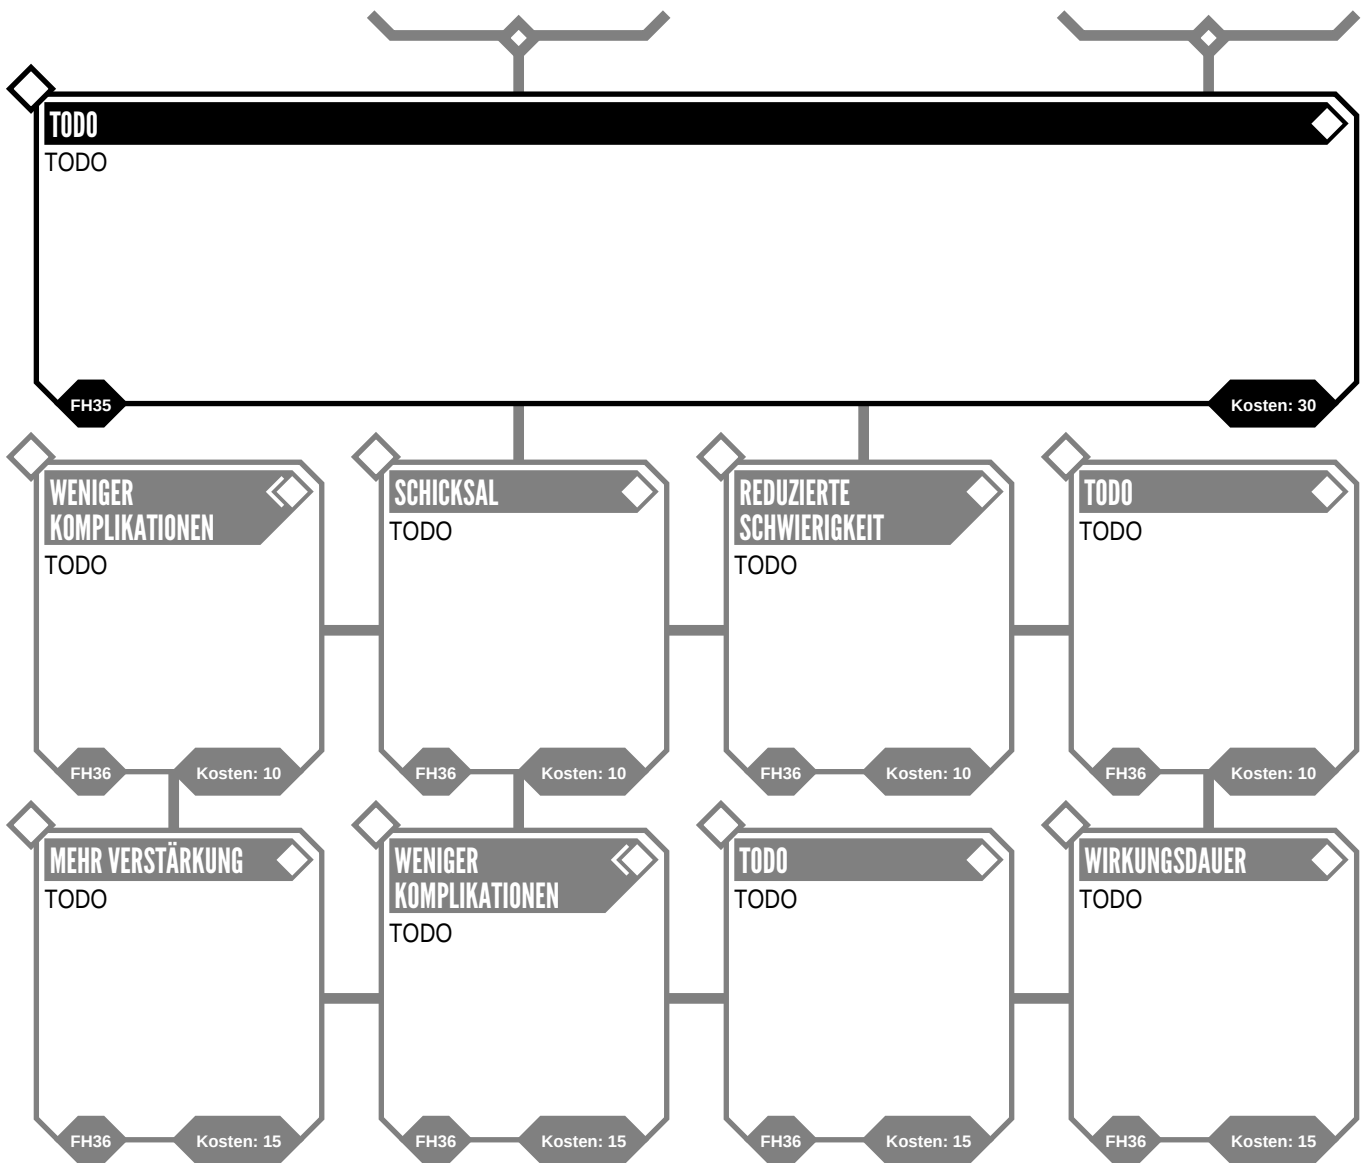 TODO
TODO
FH35
Kosten: 30
WENIGER
KOMPLIKATIONEN
TODO
FH36
Kosten: 10
SCHICKSAL
TODO
FH36
Kosten: 10
REDUZIERTE
SCHWIERIGKEIT
TODO
FH36
Kosten: 10
TODO
TODO
FH36
Kosten: 10
MEHR VERSTÄRKUNG
TODO
FH36
Kosten: 15
WENIGER
KOMPLIKATIONEN
TODO
FH36
Kosten: 15
TODO
TODO
FH36
Kosten: 15
WIRKUNGSDAUER
TODO
FH36
Kosten: 15